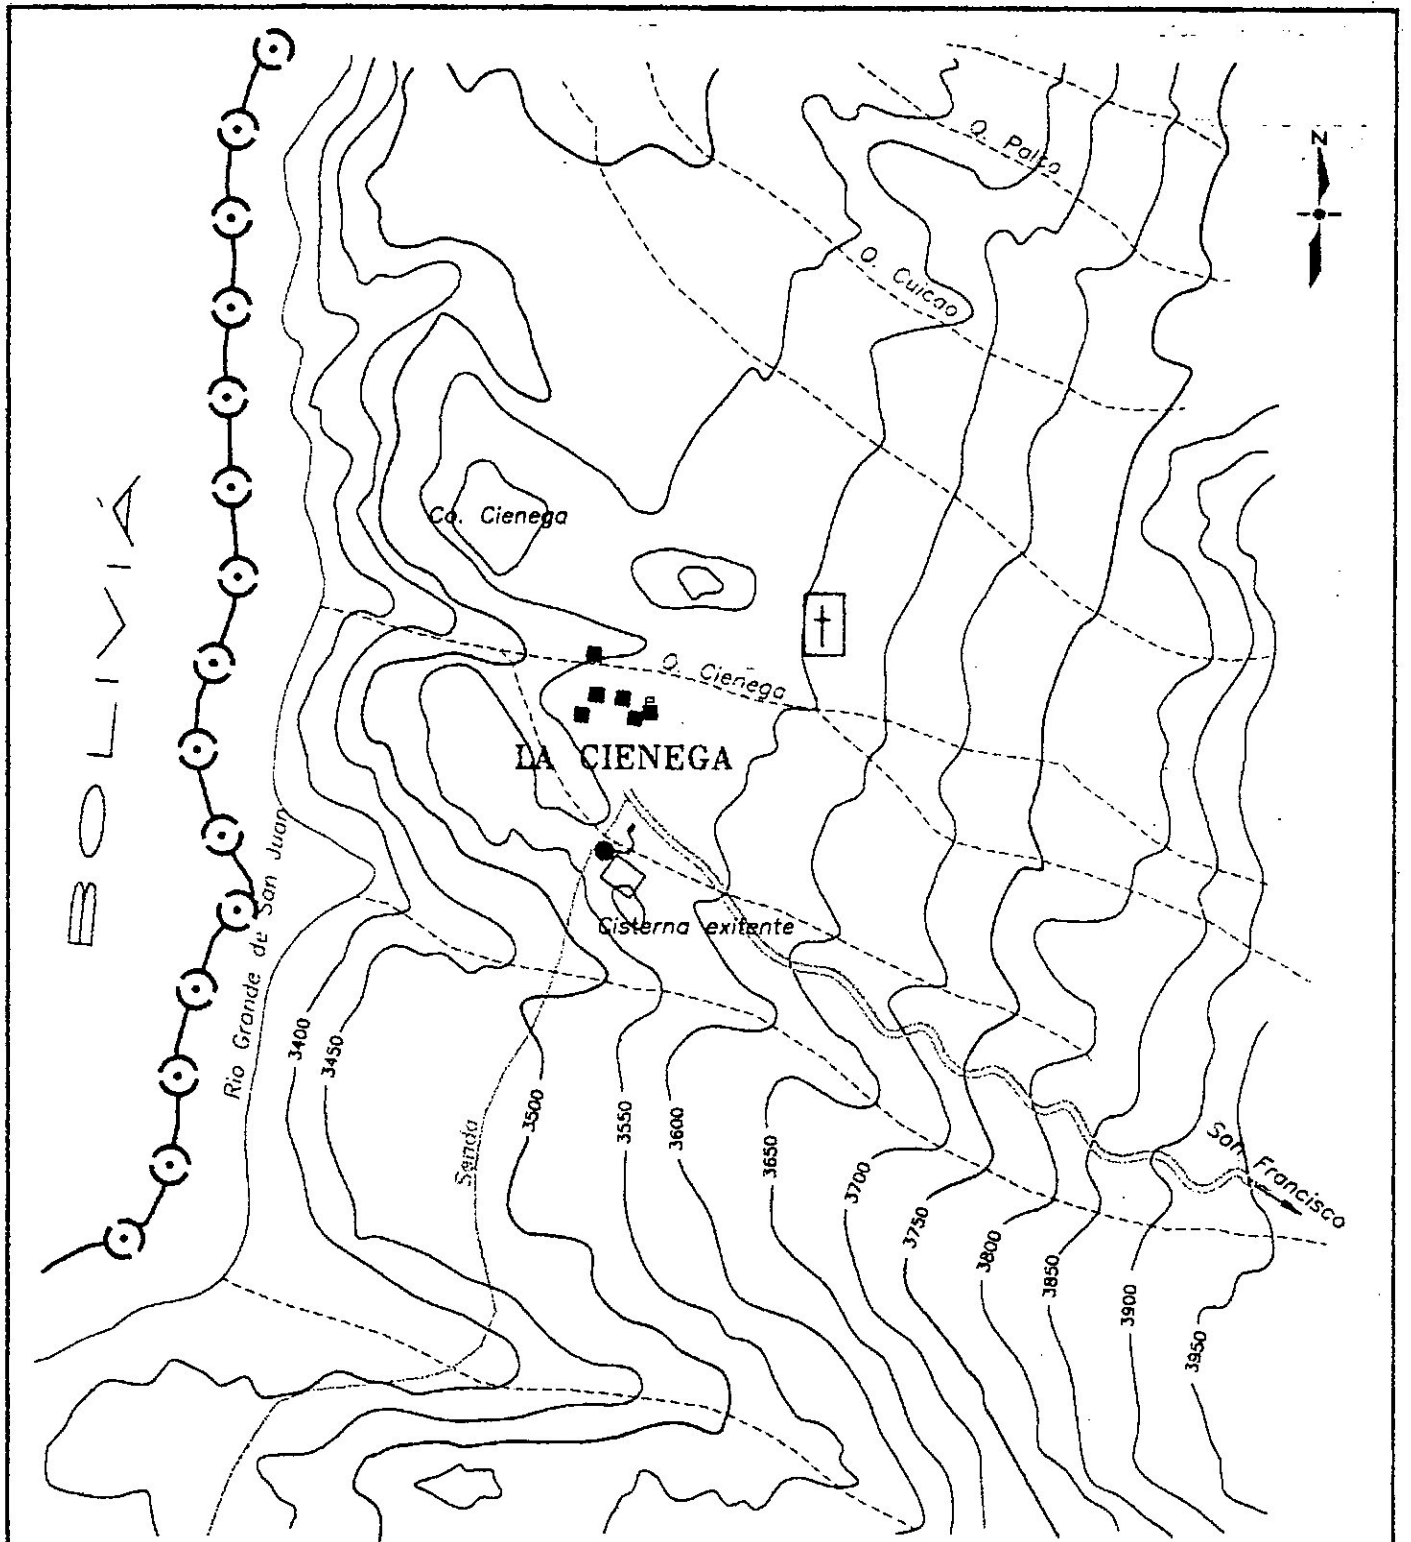 N
Q. Palca
Q. Cuicao
BOLIVIA
Co. Cienega
Q. Cienega
E
LA CIENEGA
Rio Grande de San Juan
Cisterna exitente
Senda
San Francisco
3400
3450
3500
3550
3600
3650
3700
3750
3800
3850
3900
3950